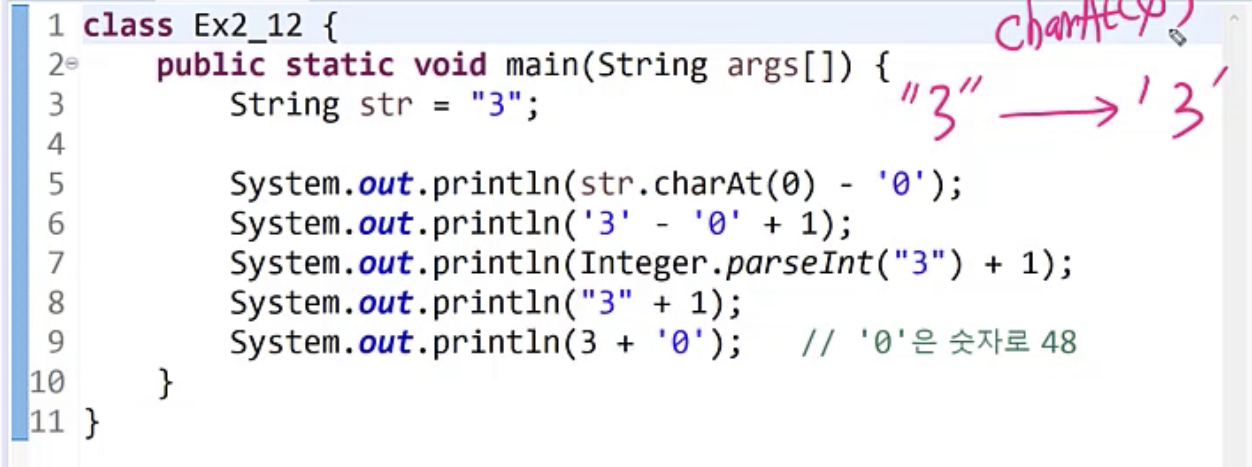 1 class Ex2_12 {
charAt(0)
2 public static void main(String args[]) {
3 String str = "3";
"3" → '3'
4
5 System.out.println(str.charAt(0) - '0');
6 System.out.println('3' - '0' + 1);
7 System.out.println(Integer.parseInt("3") + 1);
8 System.out.println("3" + 1);
9 System.out.println(3 + '0'); // '0'은 숫자로 48
10 }
11 }